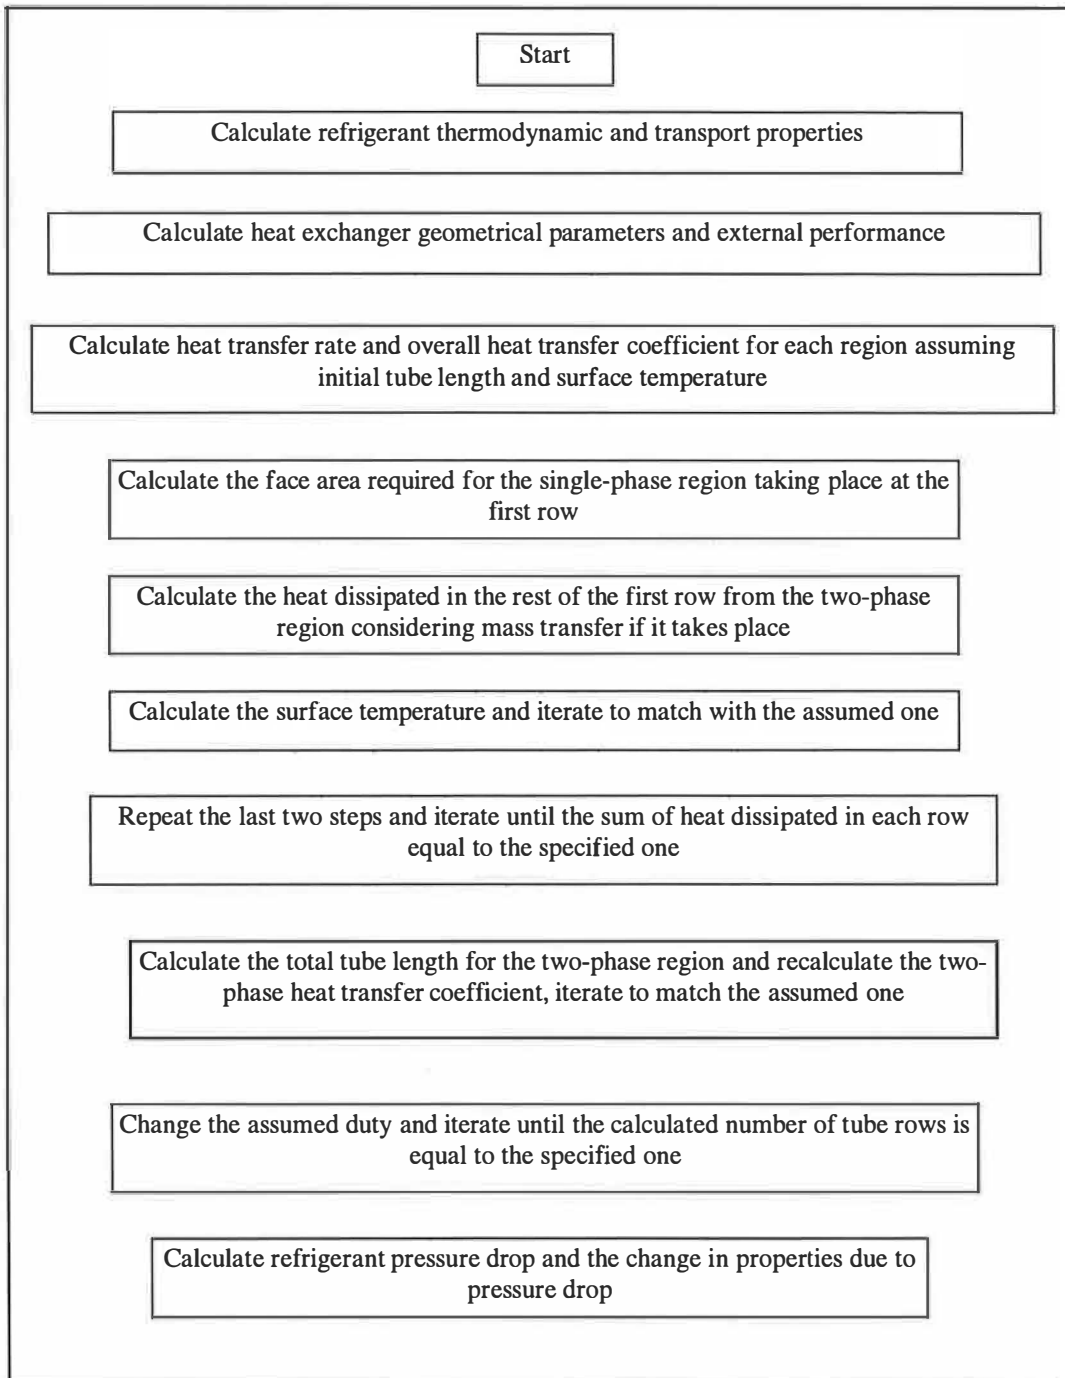 Start
Calculate refrigerant thermodynamic and transport properties
Calculate heat exchanger geometrical parameters and external performance
Calculate heat transfer rate and overall heat transfer coefficient for each region assuming
initial tube length and surface temperature
Calculate the face area required for the single-phase region taking place at the
first row
Calculate the heat dissipated in the rest of the first row from the two-phase
region considering mass transfer if it takes place
Calculate the surface temperature and iterate to match with the assumed one
Repeat the last two steps and iterate until the sum of heat dissipated in each row
equal to the specified one
Calculate the total tube length for the two-phase region and recalculate the two-
phase heat transfer coefficient, iterate to match the assumed one
Change the assumed duty and iterate until the calculated number of tube rows is
equal to the specified one
Calculate refrigerant pressure drop and the change in properties due to
pressure drop